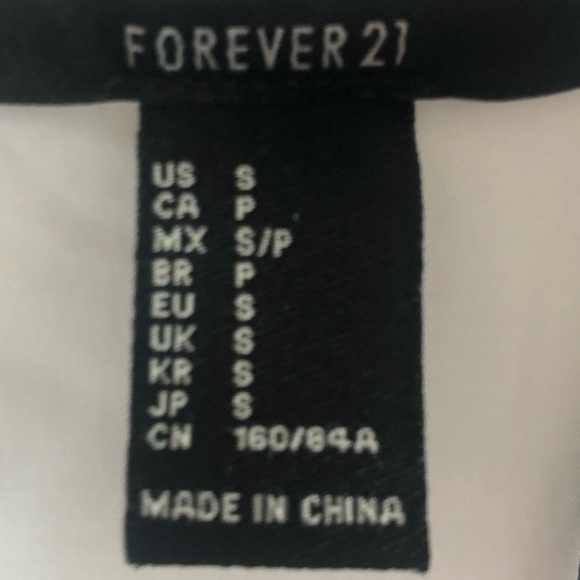 FOREVER 21
US S
CA P
MX S/P
BR P
EU S
UK S
KR S
JP S
CN 160/84A
MADE IN CHINA